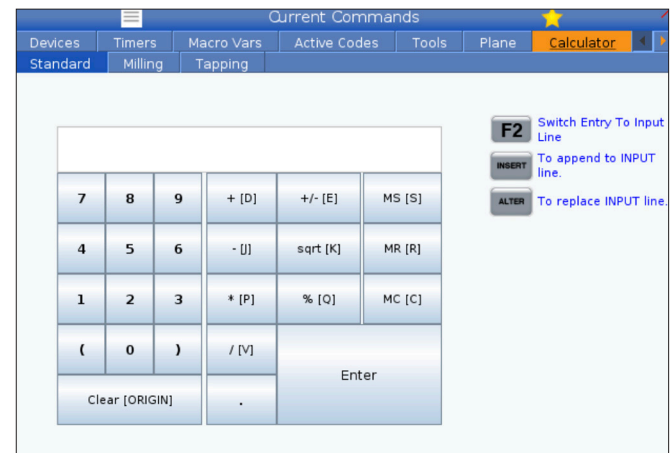 Current Commands
Devices Timers Macro Vars Active Codes Tools Plane Calculator
Standard Milling Tapping
F2 Switch Entry To Input
Line
INSERT To append to INPUT
line.
ALTER To replace INPUT line.
7 8 9 + [D] +/- [E] MS [S]
4 5 6 - [J] sqrt [K] MR [R]
1 2 3 * [P] % [Q] MC [C]
( 0 ) / [V]
Enter
Clear [ORIGIN] .